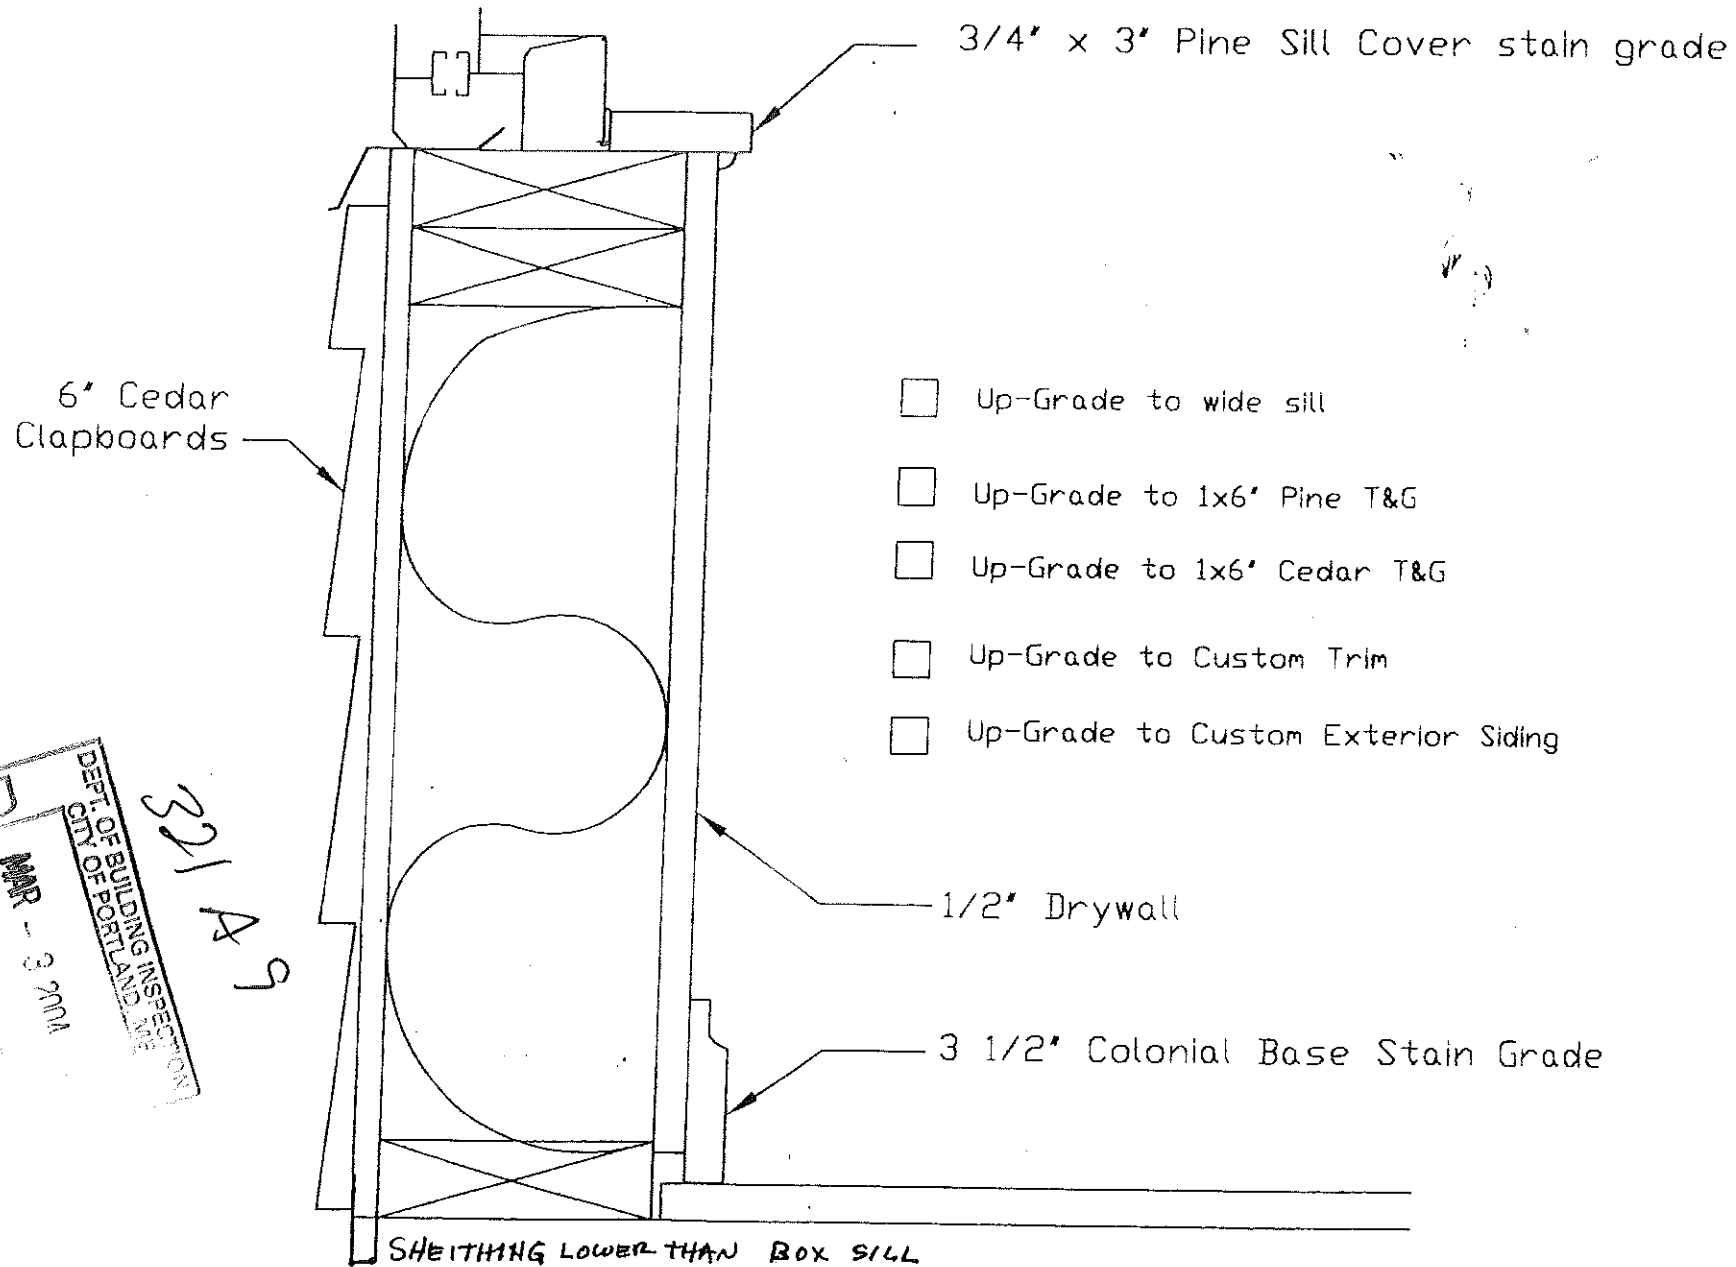 3/4" x 3" Pine Sill Cover stain grade
6" Cedar
Clapboards
Up-Grade to wide sill
Up-Grade to 1x6" Pine T&G
Up-Grade to 1x6" Cedar T&G
Up-Grade to Custom Trim
Up-Grade to Custom Exterior Siding
1/2" Drywall
3 1/2" Colonial Base Stain Grade
321 A 9
DEPT. OF BUILDING INSPECTION
CITY OF PORTLAND, ME
MAR - 3 2004
SHEITHING LOWER THAN BOX SILL